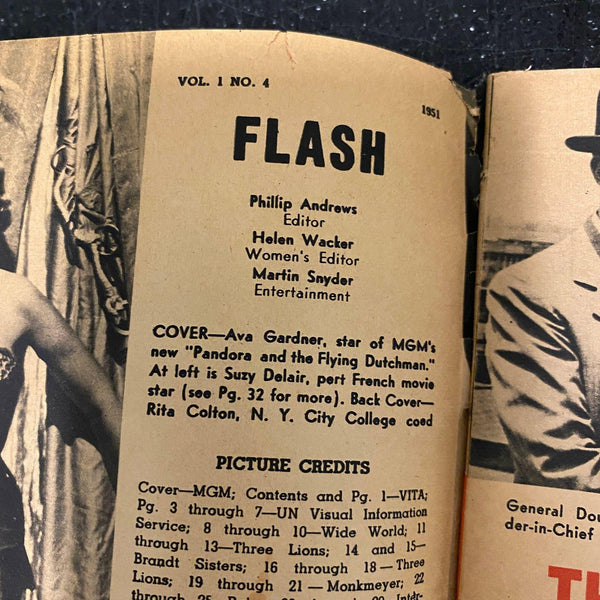 VOL. 1 NO. 4
1951
FLASH
Phillip Andrews
Editor
Helen Wacker
Women's Editor
Martin Snyder
Entertainment
COVER—Ava Gardner, star of MGM's
new "Pandora and the Flying Dutchman."
At left is Suzy Delair, pert French movie
star (see Pg. 32 for more). Back Cover—
Rita Colton, N. Y. City College coed
PICTURE CREDITS
Cover—MGM; Contents and Pg. 1—VITA;
Pg. 3 through 7—UN Visual Information
Service; 8 through 10—Wide World; 11
through 13—Three Lions; 14 and 15—
Brandt Sisters; 16 through 18—Three
Lions; 19 through 21—Monkmeyer; 22
through 25
General Dou
der-in-Chief
TH